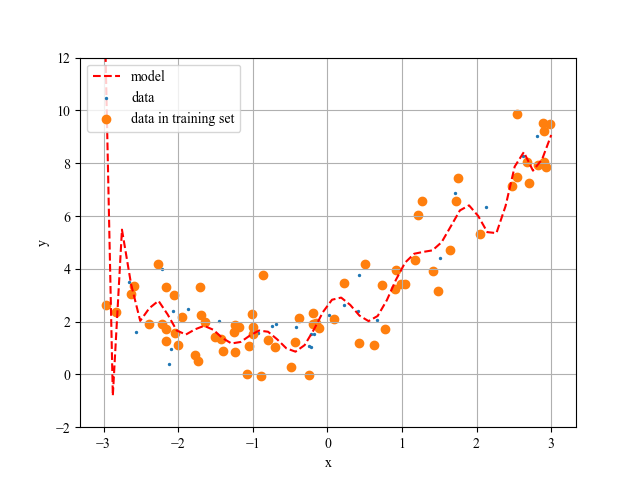 12
10
8
6
4
2
0
−2
y
model
data
data in training set
−3 −2 −1 0 1 2 3
x